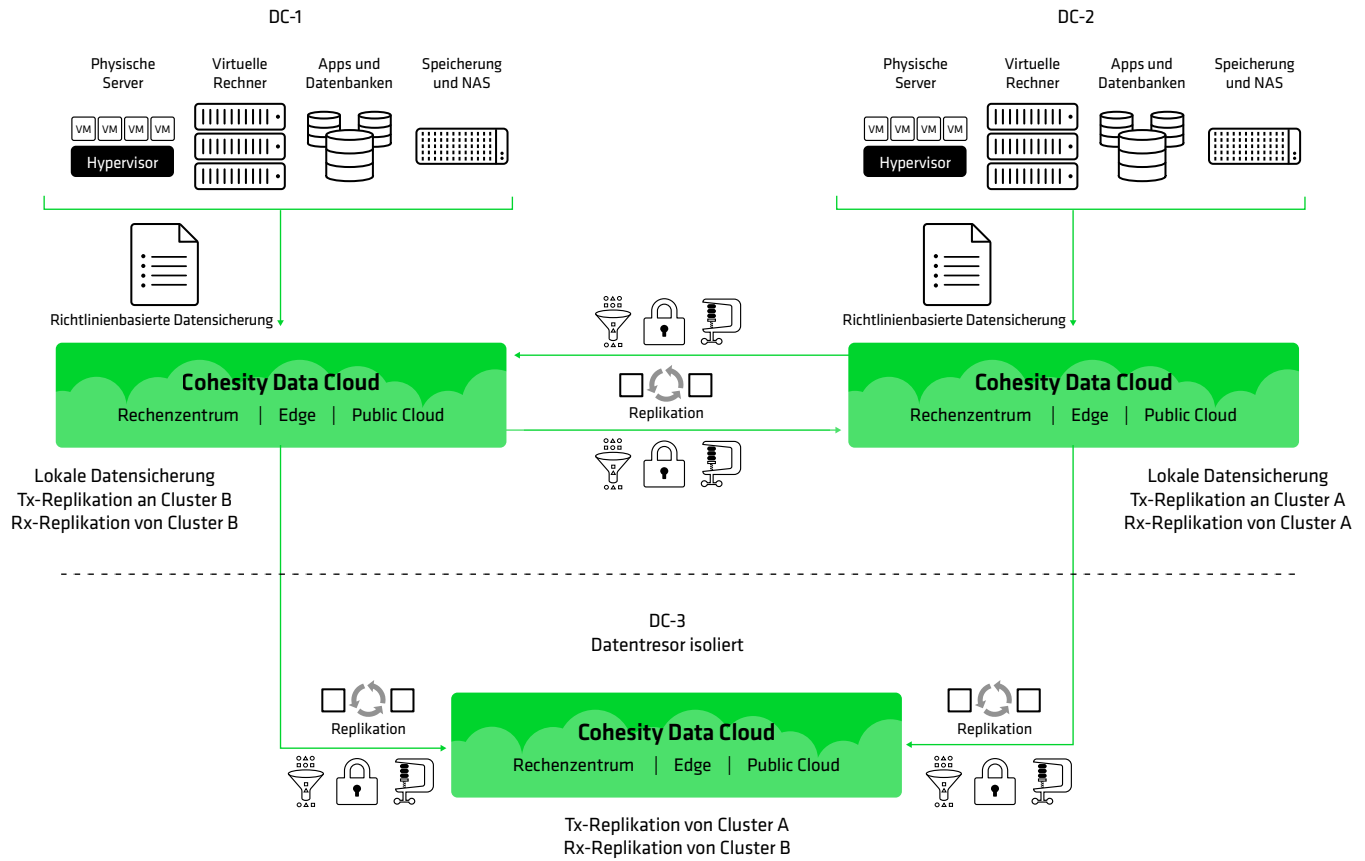 DC-1
DC-2
Physische
Server
Virtuelle
Rechner
Apps und
Datenbanken
Speicherung
und NAS
VM VM VM VM
Hypervisor
Physische
Server
Virtuelle
Rechner
Apps und
Datenbanken
Speicherung
und NAS
VM VM VM VM
Hypervisor
Richtlinienbasierte Datensicherung
Richtlinienbasierte Datensicherung
Cohesity Data Cloud
Rechenzentrum | Edge | Public Cloud
Replikation
Cohesity Data Cloud
Rechenzentrum | Edge | Public Cloud
Lokale Datensicherung
Tx-Replikation an Cluster B
Rx-Replikation von Cluster B
Lokale Datensicherung
Tx-Replikation an Cluster A
Rx-Replikation von Cluster A
DC-3
Datentresor isoliert
Replikation
Replikation
Cohesity Data Cloud
Rechenzentrum | Edge | Public Cloud
Tx-Replikation von Cluster A
Rx-Replikation von Cluster B